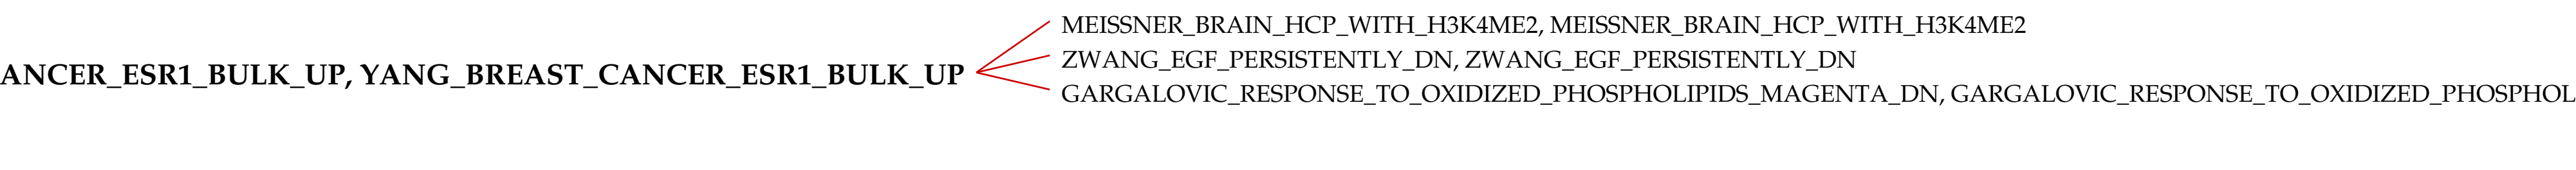 MEISSNER_BRAIN_HCP_WITH_H3K4ME2, MEISSNER_BRAIN_HCP_WITH_H3K4ME2
ZWANG_EGF_PERSISTENTLY_DN, ZWANG_EGF_PERSISTENTLY_DN
ANCER_ESR1_BULK_UP, YANG_BREAST_CANCER_ESR1_BULK_UP
GARGALOVIC_RESPONSE_TO_OXIDIZED_PHOSPHOLIPIDS_MAGENTA_DN, GARGALOVIC_RESPONSE_TO_OXIDIZED_PHOSPHOL